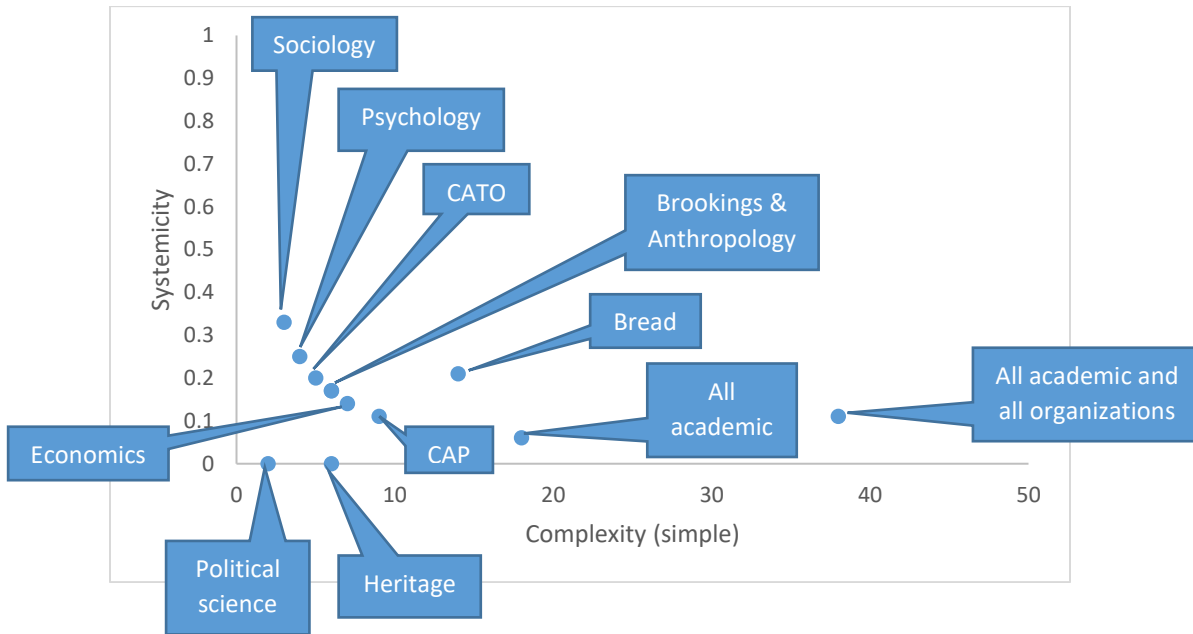 Sociology
Psychology
CATO
Brookings &
Anthropology
Bread
All
academic
All academic and
all organizations
Economics
CAP
Political
science
Heritage
Systemicity
1
0.9
0.8
0.7
0.6
0.5
0.4
0.3
0.2
0.1
0
0
10
20
30
40
50
Complexity (simple)